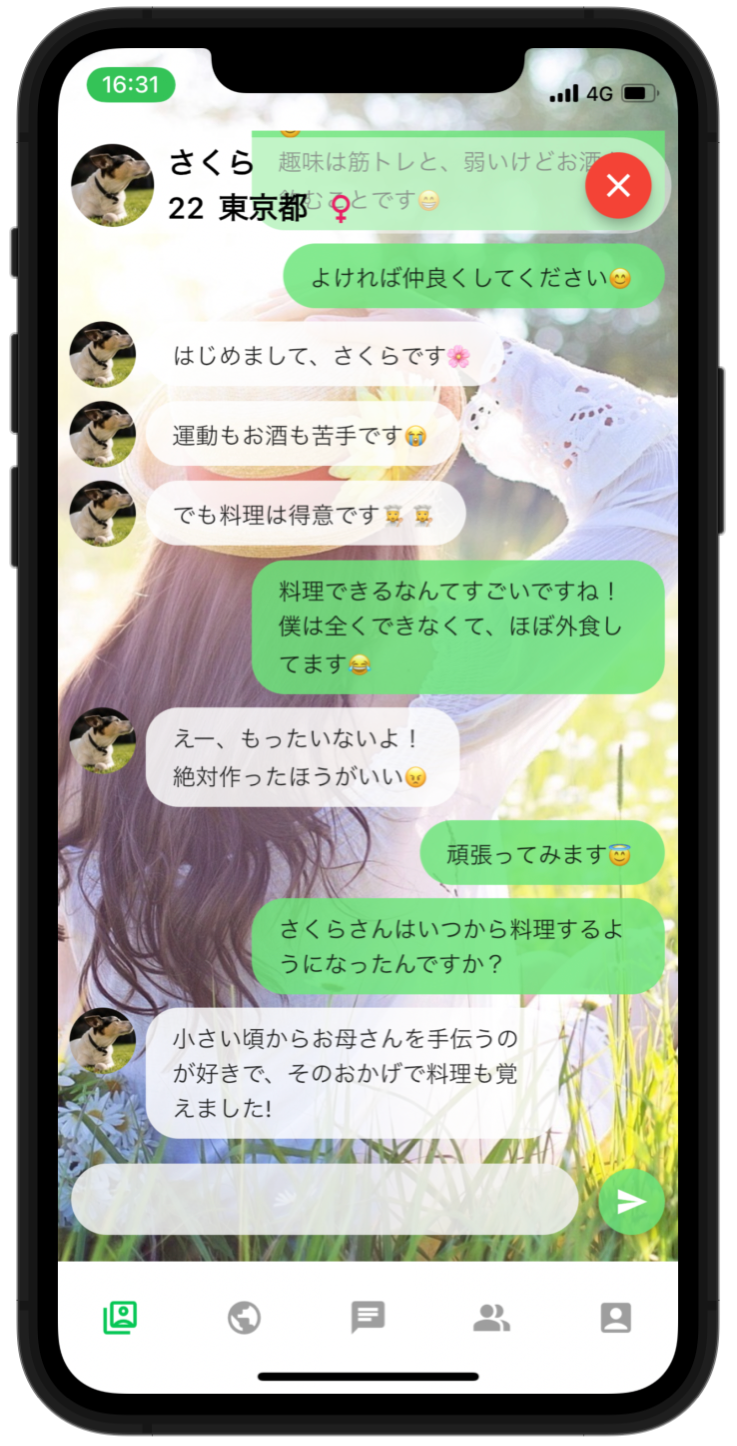 16:31
4G
さくら
22 東京都 ♀
趣味は筋トレと、弱いけどお酒
むことです😁
よければ仲良くしてください😊
はじめまして、さくらです🌸
運動もお酒も苦手です😭
でも料理は得意です👩‍🍳 👩‍🍳
料理できるなんてすごいですね！
僕は全くできなくて、ほぼ外食し
てます😂
えー、もったいないよ！
絶対作ったほうがいい😠
頑張ってみます😇
さくらさんはいつから料理するよ
うになったんですか？
小さい頃からお母さんを手伝うの
が好きで、そのおかげで料理も覚
えました!